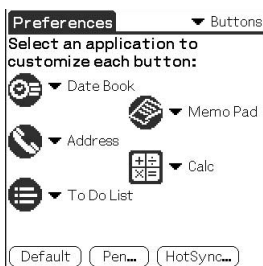 Preferences ▼ Buttons
Select an application to
customize each button:
▼ Date Book
▼ Memo Pad
▼ Address
▼ Calc
▼ To Do List
Default Pen... HotSync...